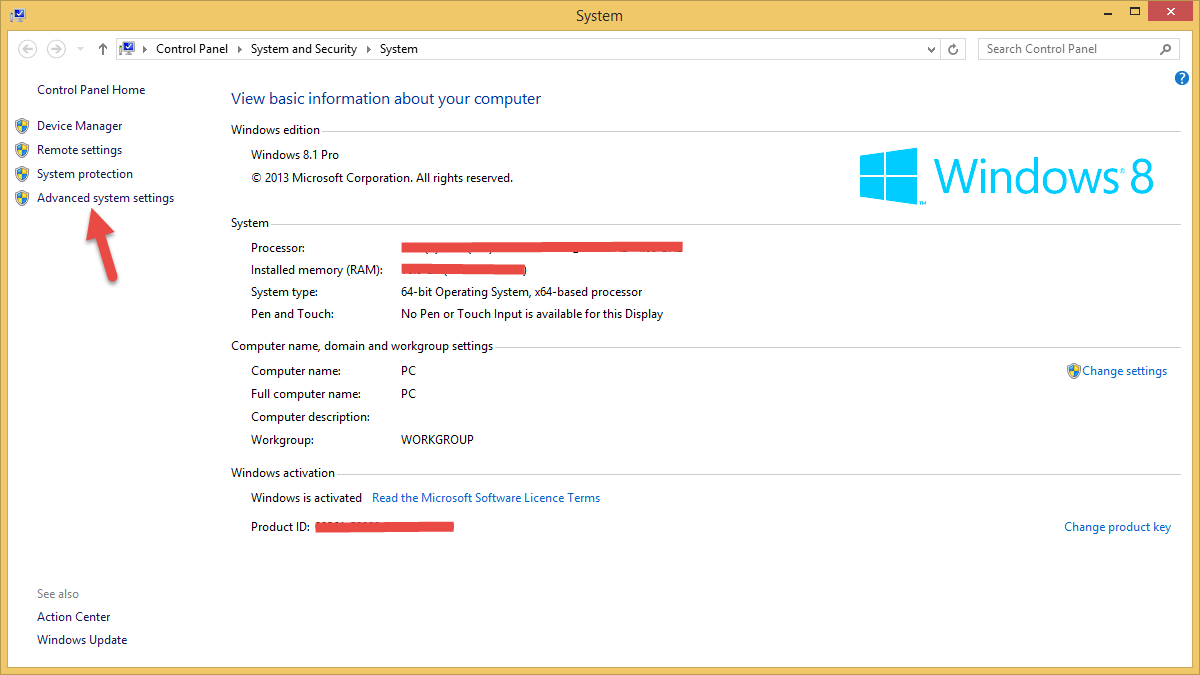 System
Control Panel System and Security System
Search Control Panel
Control Panel Home
Device Manager
Remote settings
System protection
Advanced system settings
View basic information about your computer
Windows edition
Windows 8.1 Pro
© 2013 Microsoft Corporation. All rights reserved.
Windows® 8
™
System
Processor:
Installed memory (RAM):
System type: 64-bit Operating System, x64-based processor
Pen and Touch: No Pen or Touch Input is available for this Display
Computer name, domain and workgroup settings
Computer name: PC
Change settings
Full computer name: PC
Computer description:
Workgroup: WORKGROUP
Windows activation
Windows is activated Read the Microsoft Software Licence Terms
Product ID:
Change product key
See also
Action Center
Windows Update